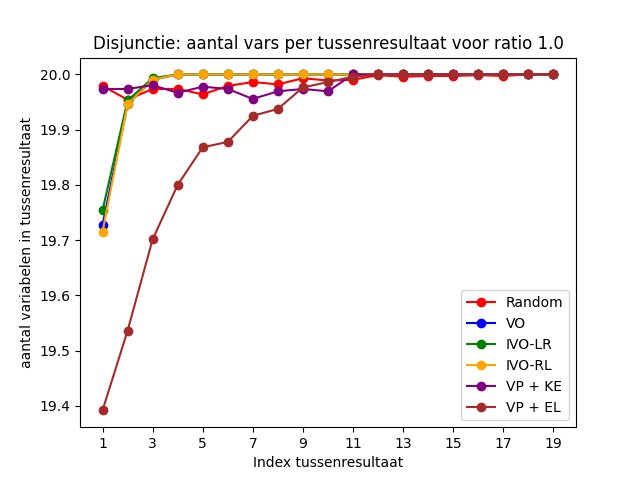 Disjunctie: aantal vars per tussenresultaat voor ratio 1.0
aantal variabelen in tussenresultaat
20.0
19.9
19.8
19.7
19.6
19.5
19.4
Random
VO
IVO-LR
IVO-RL
VP + KE
VP + EL
1 3 5 7 9 11 13 15 17 19
Index tussenresultaat